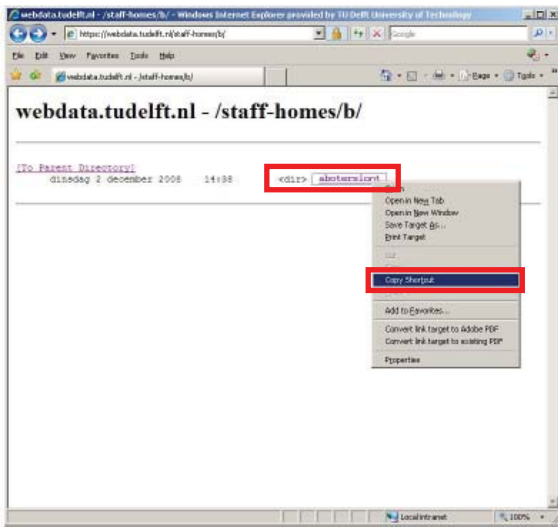 webdata.tudelft.nl - /staff-homes/b/ - Windows Internet Explorer provided by TU Delft University of Technology
https://webdata.tudelft.nl/staff-homes/b/
Google
File Edit View Favorites Tools Help
webdata.tudelft.nl - /staff-homes/b/
Page Tools
webdata.tudelft.nl - /staff-homes/b/
[To Parent Directory]
dinsdag 2 december 2008 14:38 <dir>
Open in New Tab
Open in New Window
Save Target As...
Print Target
Copy Shortcut
Add to Favorites...
Convert link target to Adobe PDF
Convert link target to existing PDF
Properties
Local intranet 100%